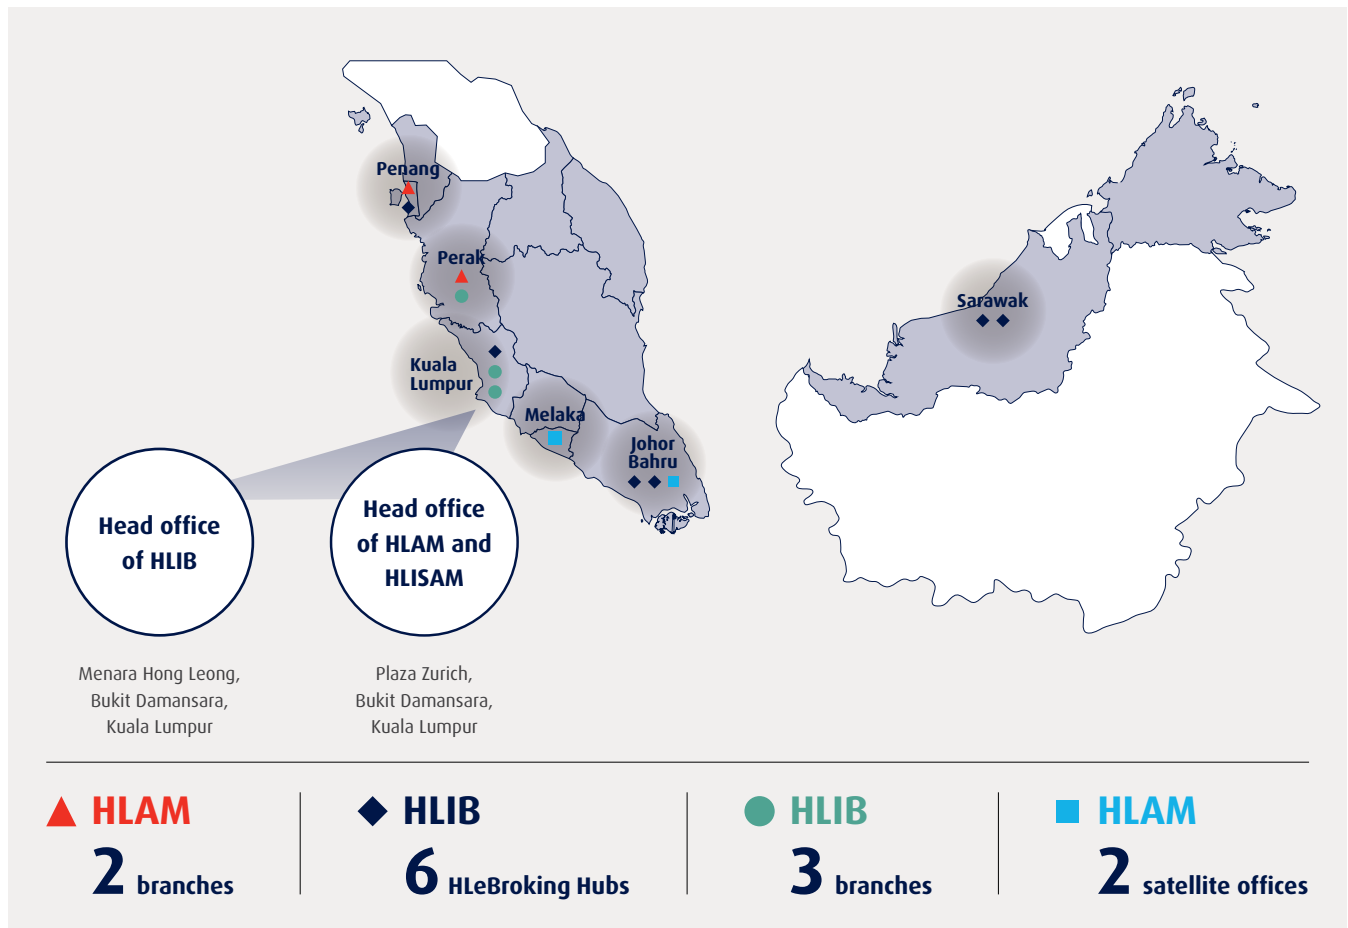 Penang
Perak
Kuala
Lumpur
Melaka
Johor
Bahru
Sarawak
Head office
of HLIB
Head office
of HLAM and
HLISAM
Menara Hong Leong,
Bukit Damansara,
Kuala Lumpur
Plaza Zurich,
Bukit Damansara,
Kuala Lumpur
HLAM
2 branches
HLIB
6 HLeBroking Hubs
HLIB
3 branches
HLAM
2 satellite offices